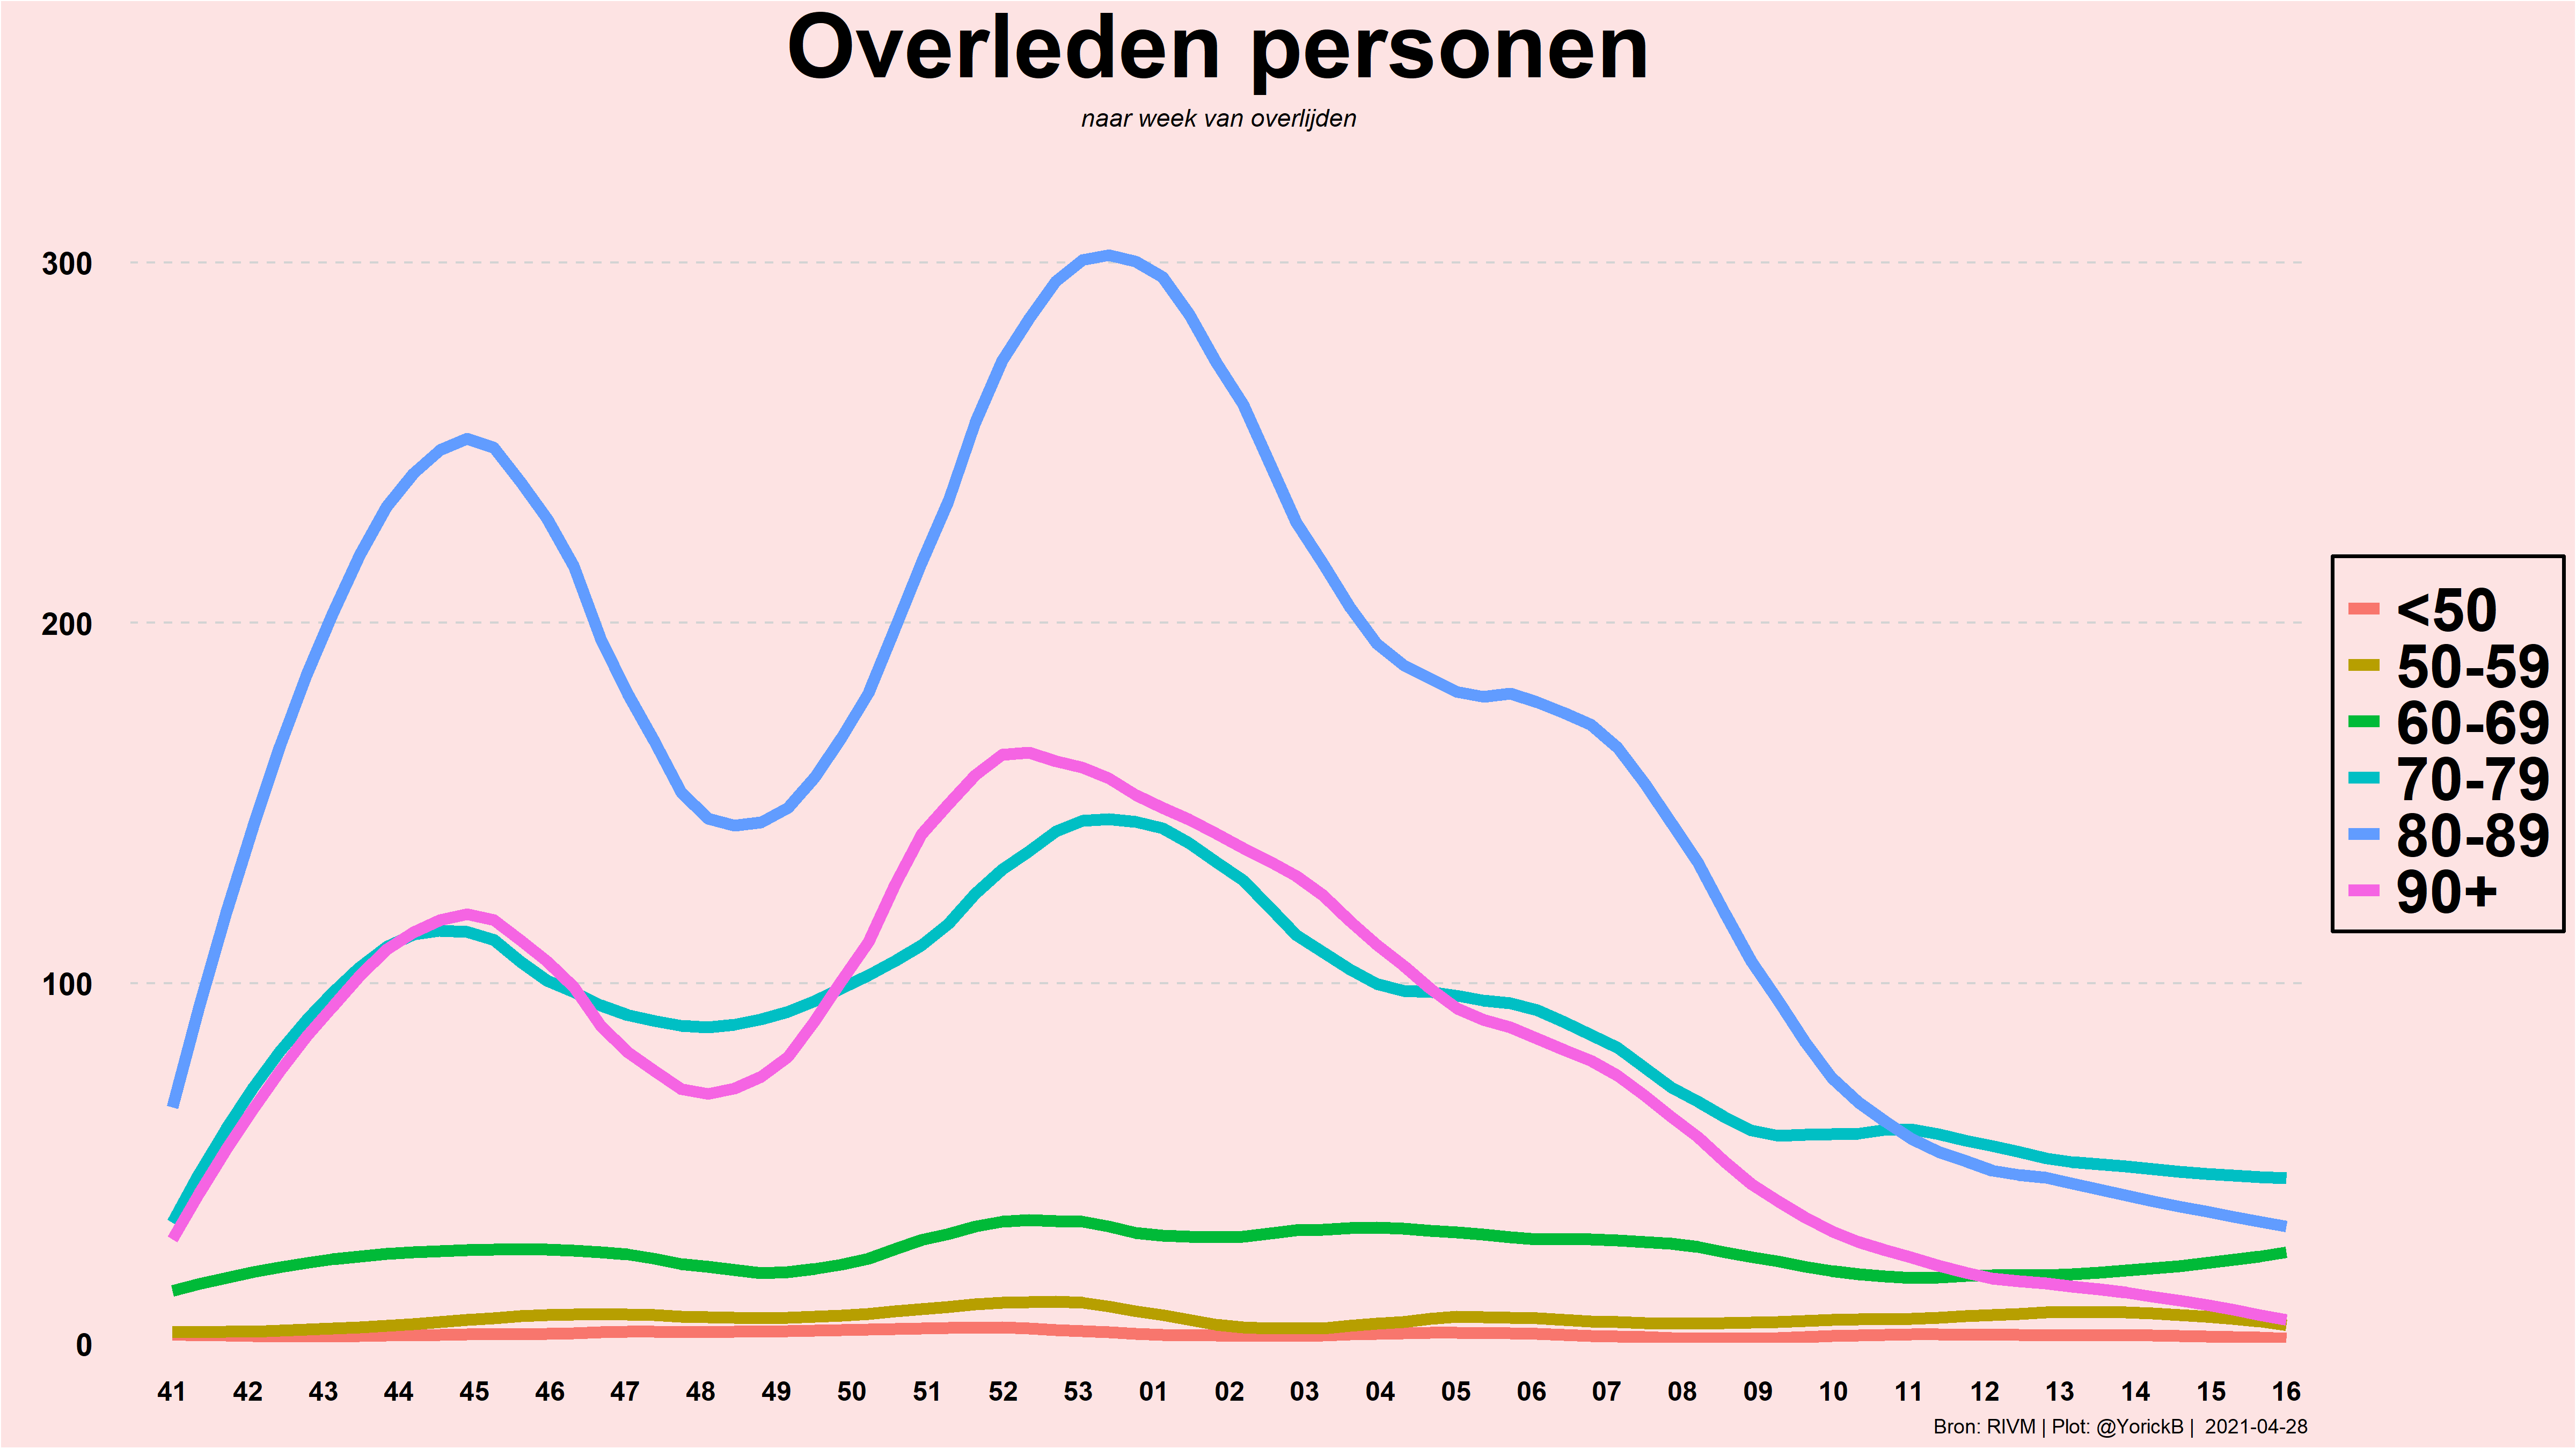 Overleden personen
naar week van overlijden
300
200
100
0
<50
50-59
60-69
70-79
80-89
90+
41 42 43 44 45 46 47 48 49 50 51 52 53 01 02 03 04 05 06 07 08 09 10 11 12 13 14 15 16
Bron: RIVM | Plot: @YorickB | 2021-04-28